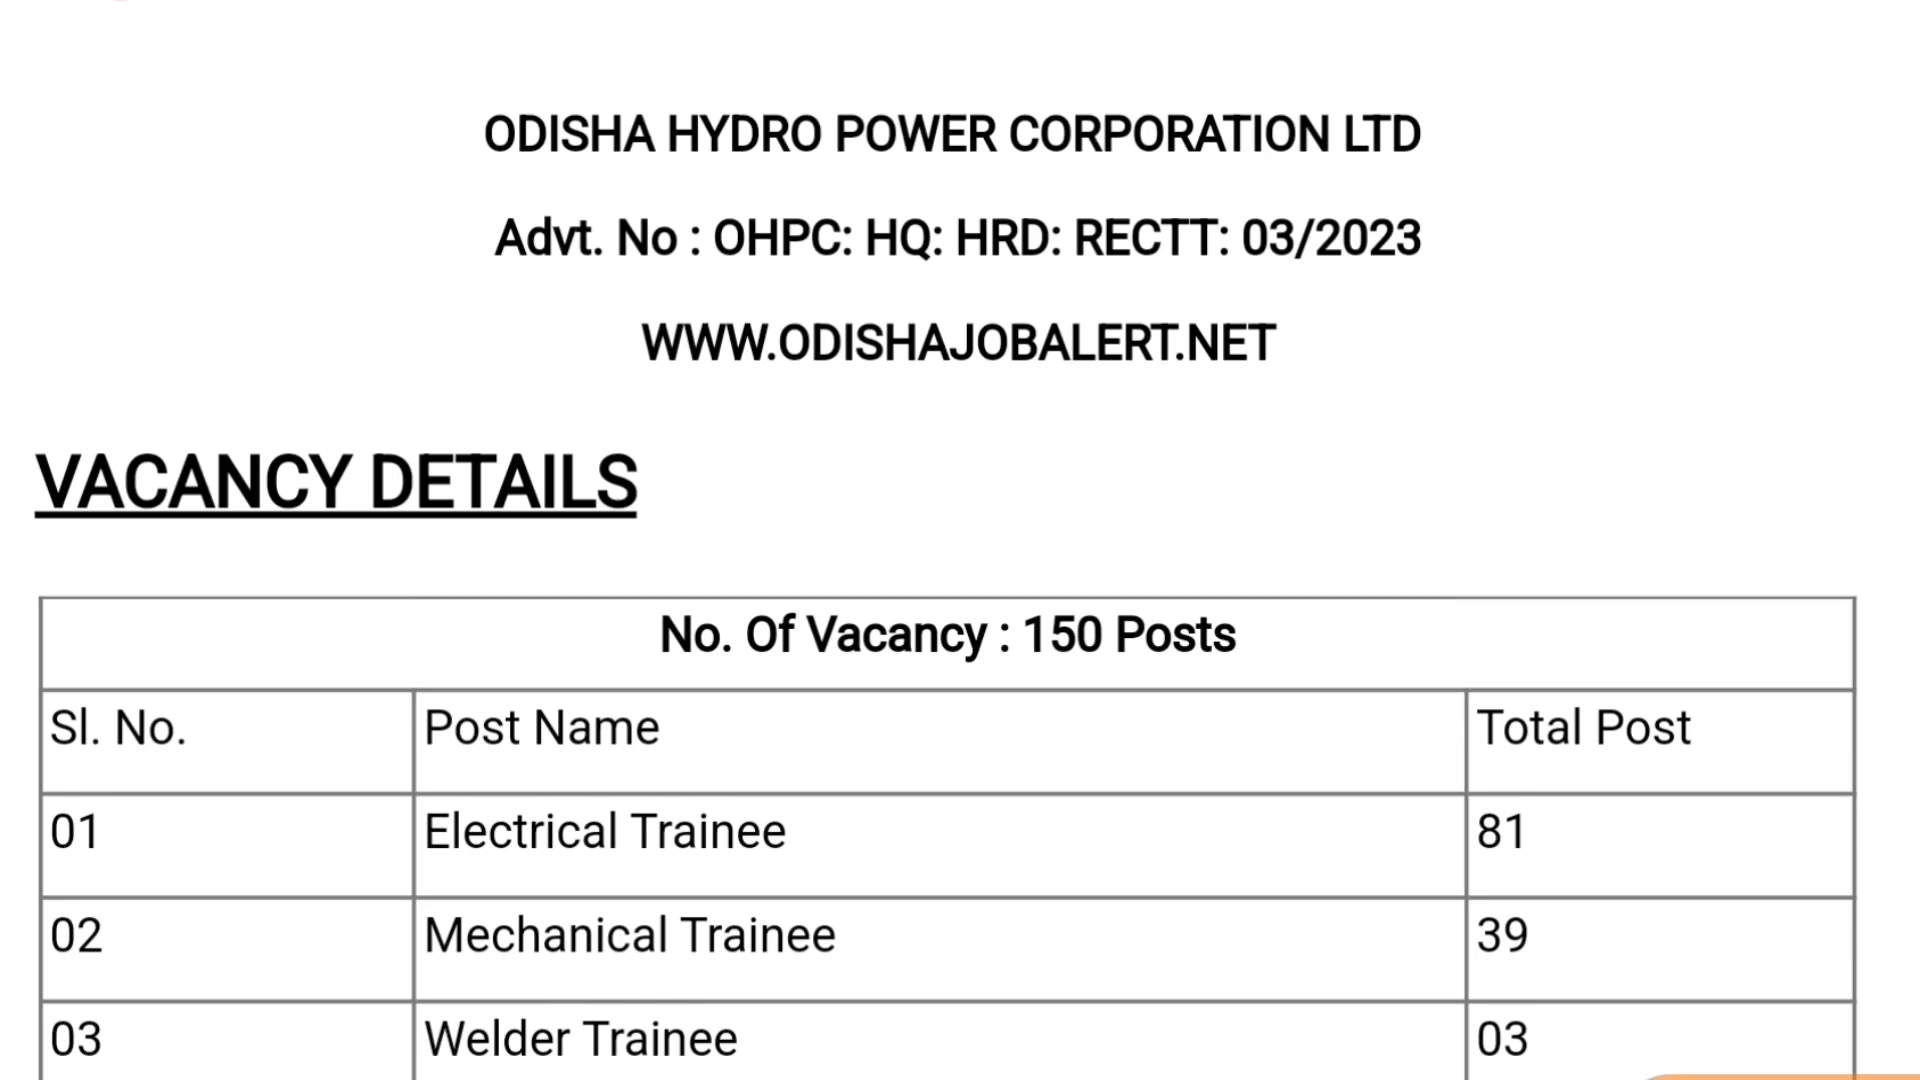 ODISHA HYDRO POWER CORPORATION LTD
Advt. No : OHPC: HQ: HRD: RECTT: 03/2023
WWW.ODISHAJOBALERT.NET
VACANCY DETAILS
No. Of Vacancy : 150 Posts
Sl. No. Post Name Total Post
01 Electrical Trainee 81
02 Mechanical Trainee 39
03 Welder Trainee 03